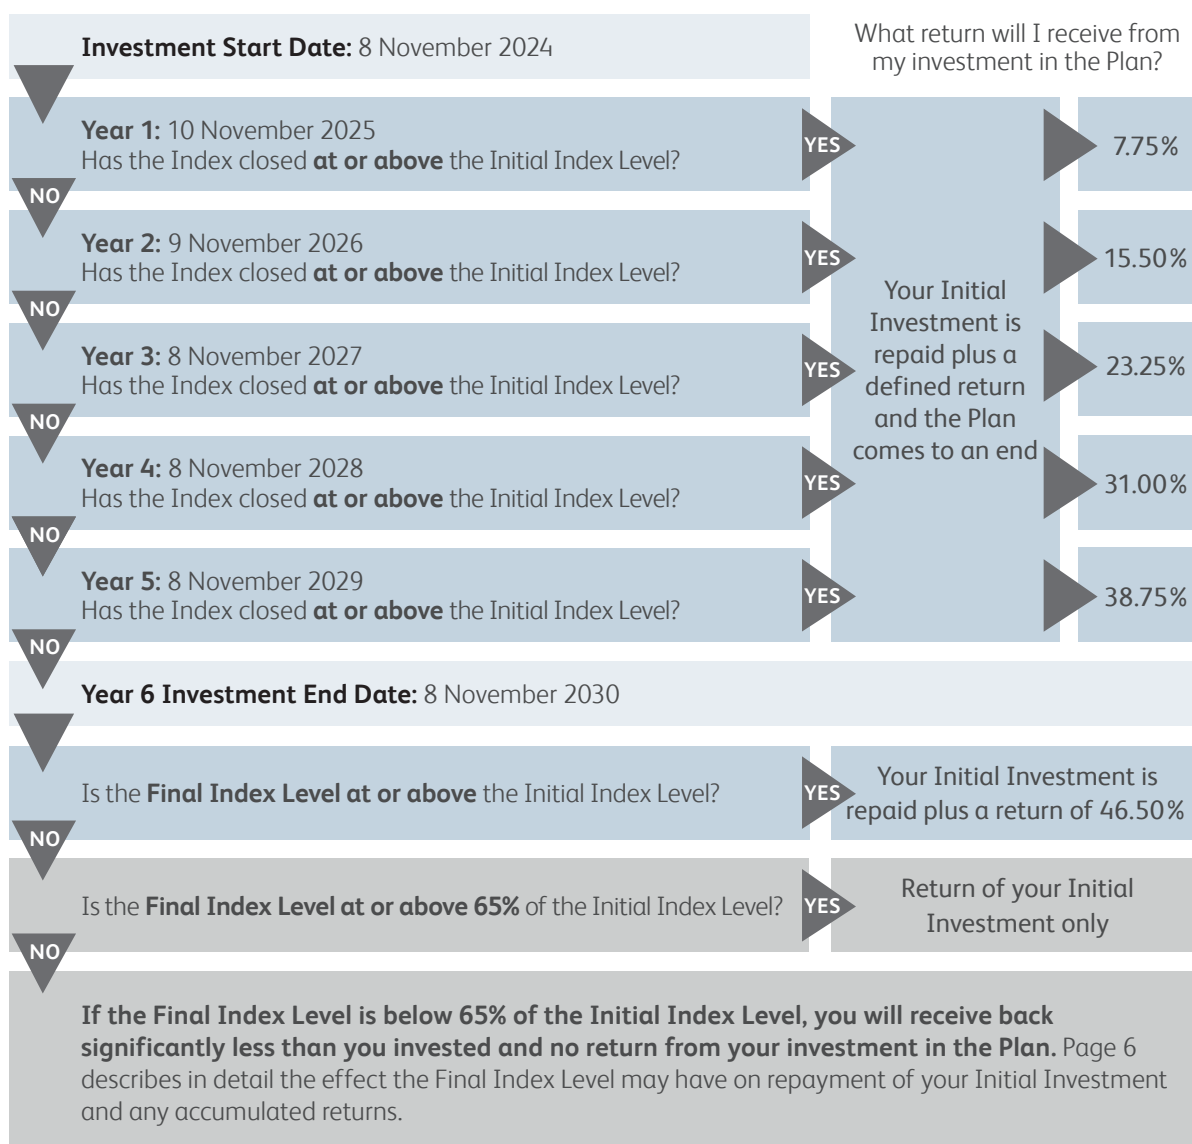 Investment Start Date: 8 November 2024
What return will I receive from
my investment in the Plan?
Year 1: 10 November 2025
Has the Index closed at or above the Initial Index Level?
YES
7.75%
NO
Year 2: 9 November 2026
Has the Index closed at or above the Initial Index Level?
YES
15.50%
NO
Year 3: 8 November 2027
Has the Index closed at or above the Initial Index Level?
YES
23.25%
NO
Year 4: 8 November 2028
Has the Index closed at or above the Initial Index Level?
YES
31.00%
NO
Year 5: 8 November 2029
Has the Index closed at or above the Initial Index Level?
YES
38.75%
Your Initial
Investment is
repaid plus a
defined return
and the Plan
comes to an end
NO
Year 6 Investment End Date: 8 November 2030
Is the Final Index Level at or above the Initial Index Level?
YES
Your Initial Investment is
repaid plus a return of 46.50%
NO
Is the Final Index Level at or above 65% of the Initial Index Level?
YES
Return of your Initial
Investment only
NO
If the Final Index Level is below 65% of the Initial Index Level, you will receive back
significantly less than you invested and no return from your investment in the Plan. Page 6
describes in detail the effect the Final Index Level may have on repayment of your Initial Investment
and any accumulated returns.